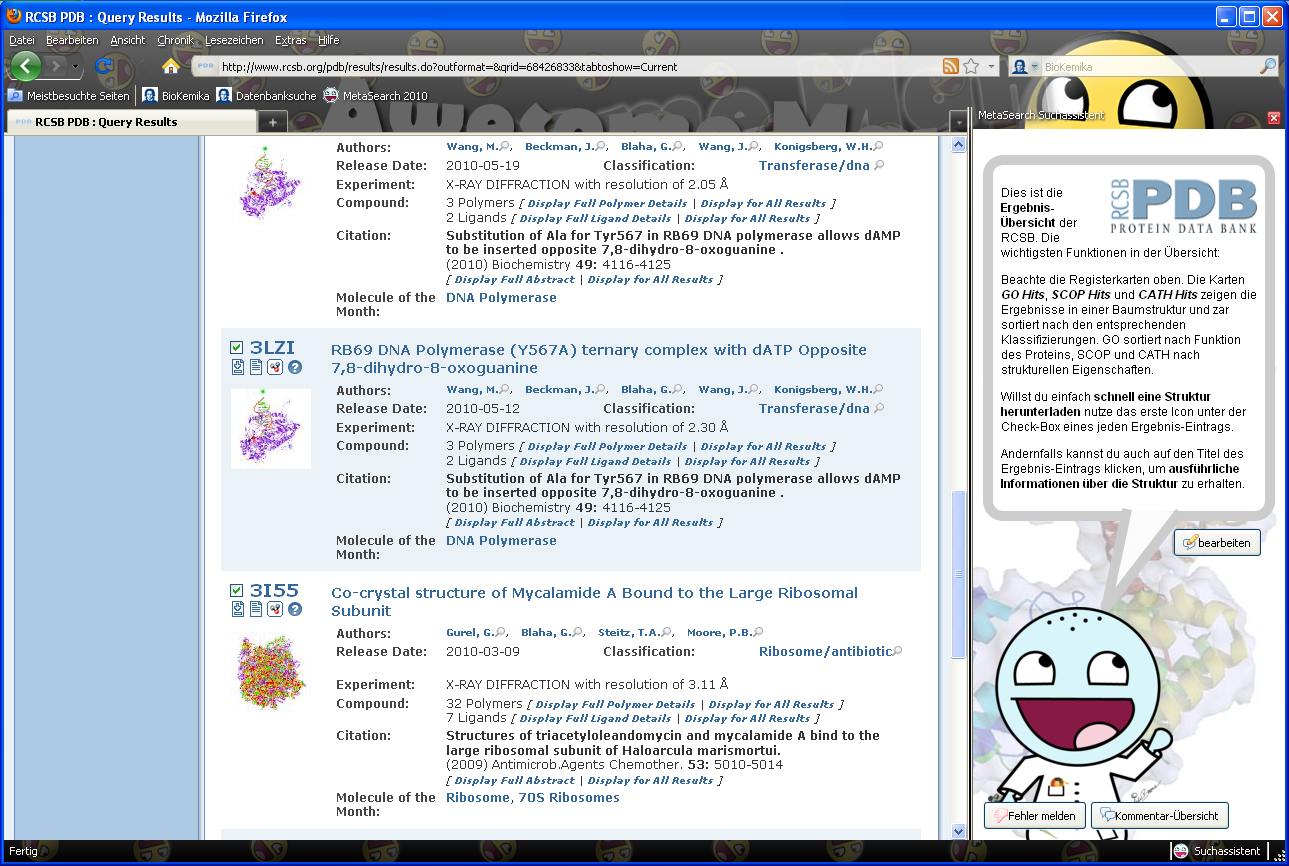 RCSB PDB : Query Results - Mozilla Firefox
Datei Bearbeiten Ansicht Chronik Lesezeichen Extras Hilfe
PDB http://www.rcsb.org/pdb/results/results.do?outformat=&qrid=68426833&tabtoshow=Current
BioKemika
Meistbesuchte Seiten BioKemika Datenbanksuche MetaSearch 2010
PDB RCSB PDB : Query Results
Awesome
MetaSearch Suchassistent
Authors: Wang, M., Beckman, J., Blaha, G., Wang, J., Konigsberg, W.H.
Release Date: 2010-05-19 Classification: Transferase/dna
Experiment: X-RAY DIFFRACTION with resolution of 2.05 Å
Compound: 3 Polymers [ Display Full Polymer Details | Display for All Results ]
2 Ligands [ Display Full Ligand Details | Display for All Results ]
Citation: Substitution of Ala for Tyr567 in RB69 DNA polymerase allows dAMP
to be inserted opposite 7,8-dihydro-8-oxoguanine .
(2010) Biochemistry 49: 4116-4125
[ Display Full Abstract | Display for All Results ]
Molecule of the DNA Polymerase
Month:
3LZI RB69 DNA Polymerase (Y567A) ternary complex with dATP Opposite
7,8-dihydro-8-oxoguanine
Authors: Wang, M., Beckman, J., Blaha, G., Wang, J., Konigsberg, W.H.
Release Date: 2010-05-12 Classification: Transferase/dna
Experiment: X-RAY DIFFRACTION with resolution of 2.30 Å
Compound: 3 Polymers [ Display Full Polymer Details | Display for All Results ]
2 Ligands [ Display Full Ligand Details | Display for All Results ]
Citation: Substitution of Ala for Tyr567 in RB69 DNA polymerase allows dAMP
to be inserted opposite 7,8-dihydro-8-oxoguanine .
(2010) Biochemistry 49: 4116-4125
[ Display Full Abstract | Display for All Results ]
Molecule of the DNA Polymerase
Month:
3I55 Co-crystal structure of Mycalamide A Bound to the Large Ribosomal
Subunit
Authors: Gurel, G., Blaha, G., Steitz, T.A., Moore, P.B.
Release Date: 2010-03-09 Classification: Ribosome/antibiotic
Experiment: X-RAY DIFFRACTION with resolution of 3.11 Å
Compound: 32 Polymers [ Display Full Polymer Details | Display for All Results ]
7 Ligands [ Display Full Ligand Details | Display for All Results ]
Citation: Structures of triacetyloleandomycin and mycalamide A bind to the
large ribosomal subunit of Haloarcula marismortui.
(2009) Antimicrob.Agents Chemother. 53: 5010-5014
[ Display Full Abstract | Display for All Results ]
Molecule of the Ribosome, 70S Ribosomes
Month:
RCSB PDB
PROTEIN DATA BANK
Dies ist die
Ergebnis-
Übersicht der
RCSB. Die
wichtigsten Funktionen in der Übersicht:
Beachte die Registerkarten oben. Die Karten
GO Hits, SCOP Hits und CATH Hits zeigen die
Ergebnisse in einer Baumstruktur und zar
sortiert nach den entsprechenden
Klassifizierungen. GO sortiert nach Funktion
des Proteins, SCOP und CATH nach
strukturellen Eigenschaften.
Willst du einfach schnell eine Struktur
herunterladen nutze das erste Icon unter der
Check-Box eines jeden Ergebnis-Eintrags.
Andernfalls kannst du auch auf den Titel des
Ergebnis-Eintrags klicken, um ausführliche
Informationen über die Struktur zu erhalten.
bearbeiten
Fehler melden Kommentar-Übersicht
Fertig Suchassistent